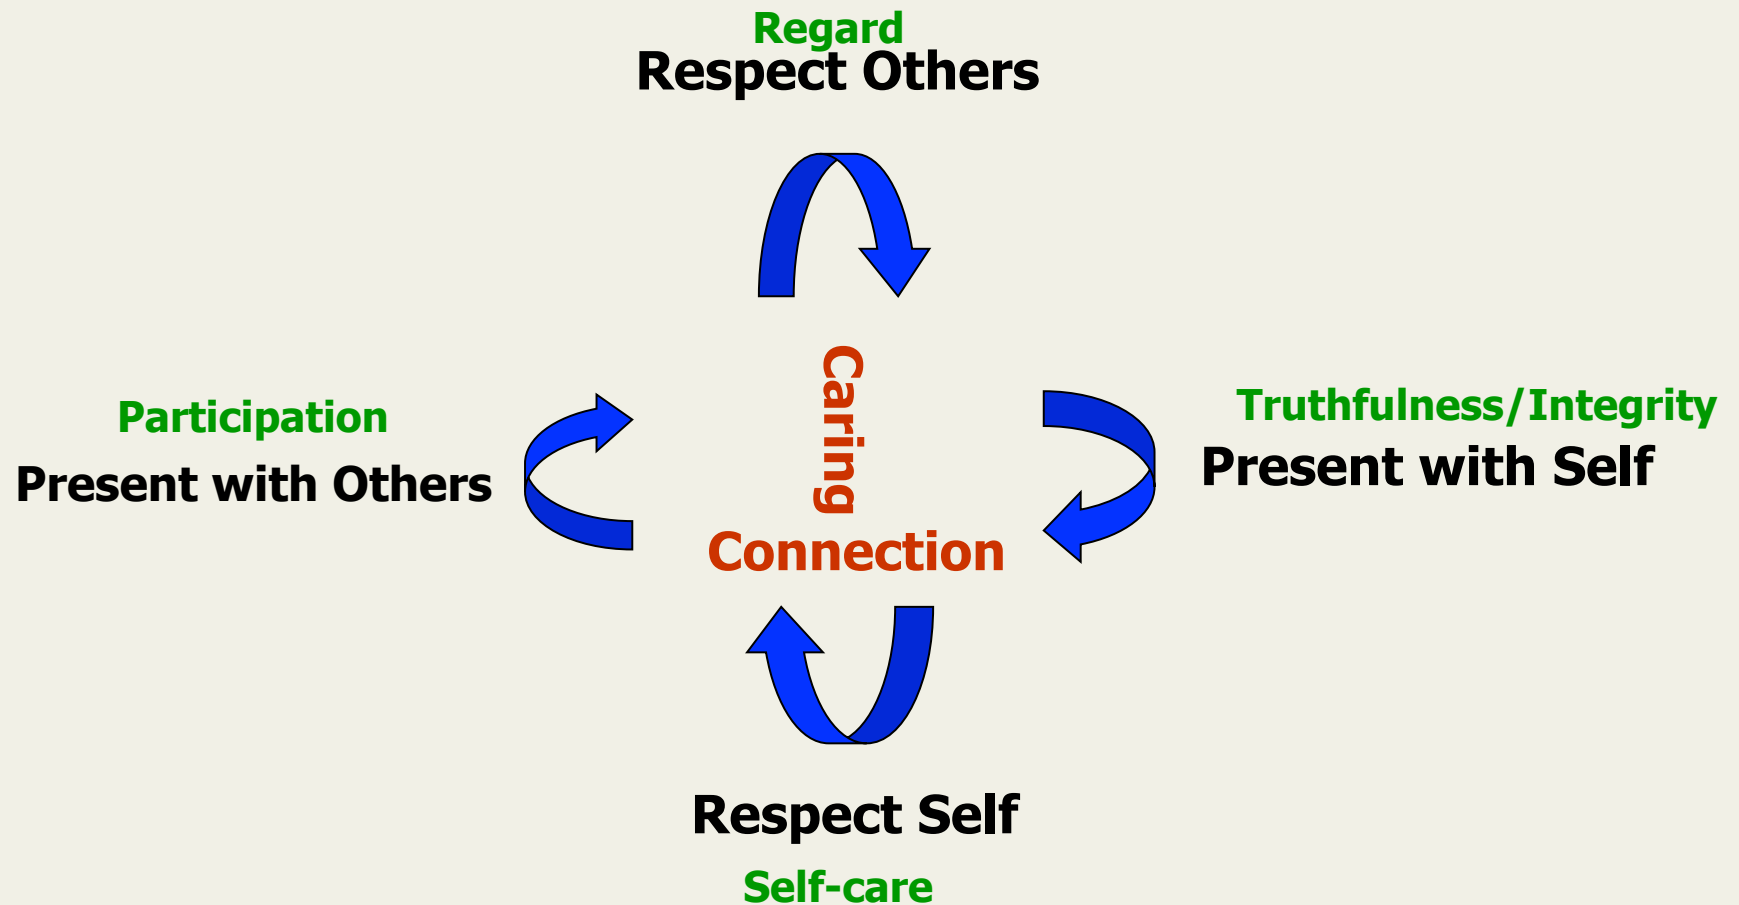 Regard
Respect Others
Caring
Participation
Present with Others
Truthfulness/Integrity
Present with Self
Connection
Respect Self
Self-care